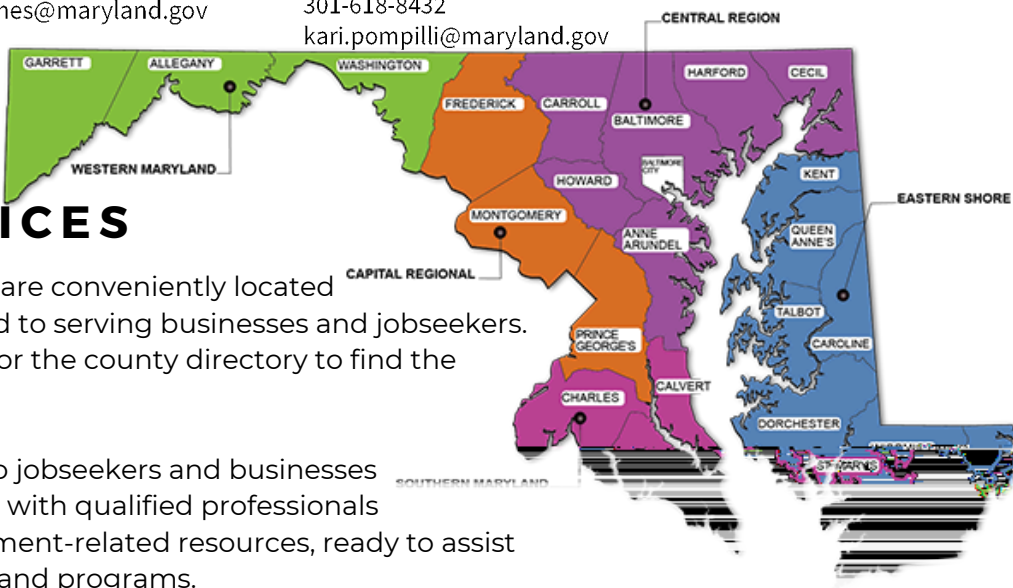 nes@maryland.gov
301-618-8432
kari.pompilli@maryland.gov
CENTRAL REGION
GARRETT
ALLEGANY
WASHINGTON
HARFORD
CECIL
FREDERICK
CARROLL
BALTIMORE
WESTERN MARYLAND
BALTIMORE
CITY
KENT
HOWARD
EASTERN SHORE
ICES
MONTGOMERY
ANNE
ARUNDEL
QUEEN
ANNE'S
CAPITAL REGIONAL
are conveniently located
d to serving businesses and jobseekers.
or the county directory to find the
TALBOT
PRINCE
GEORGE'S
CAROLINE
CALVERT
CHARLES
DORCHESTER
o jobseekers and businesses
ST MARY'S
SOUTHERN MARYLAND
with qualified professionals
ment-related resources, ready to assist
and programs.